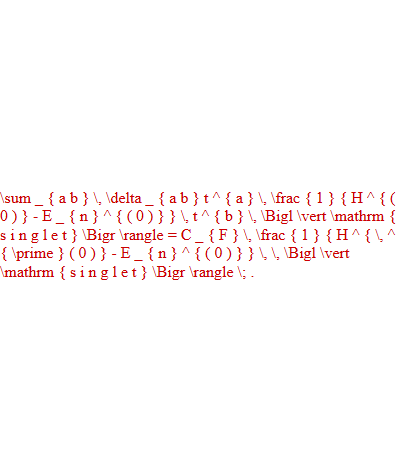 \sum _ { a b } \, \delta _ { a b } t ^ { a } \, \frac { 1 } { H ^ { (
0 ) } - E _ { n } ^ { ( 0 ) } } \, t ^ { b } \, \Bigl \vert \mathrm {
s i n g l e t } \Bigr \rangle = C _ { F } \, \frac { 1 } { H ^ { \, ^
{ \prime } ( 0 ) } - E _ { n } ^ { ( 0 ) } } \, \, \Bigl \vert
\mathrm { s i n g l e t } \Bigr \rangle \; .